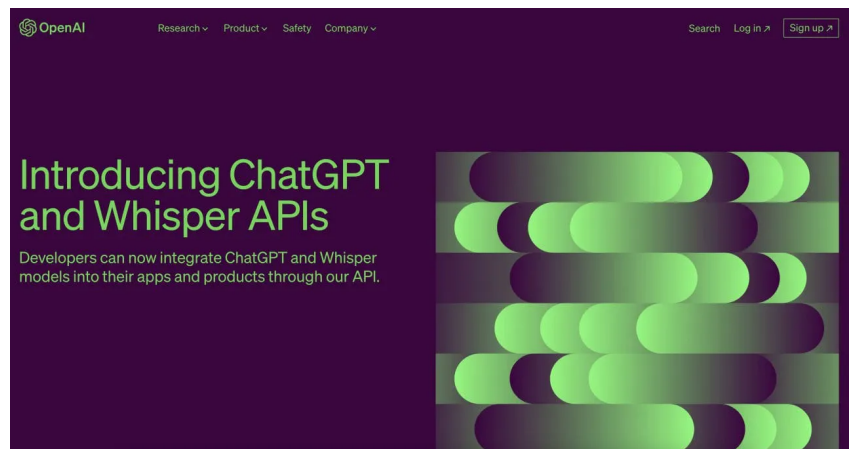 OpenAI
Research
Product
Safety
Company
Search
Log in ↗
Sign up ↗
Introducing ChatGPT
and Whisper APIs
Developers can now integrate ChatGPT and Whisper
models into their apps and products through our API.